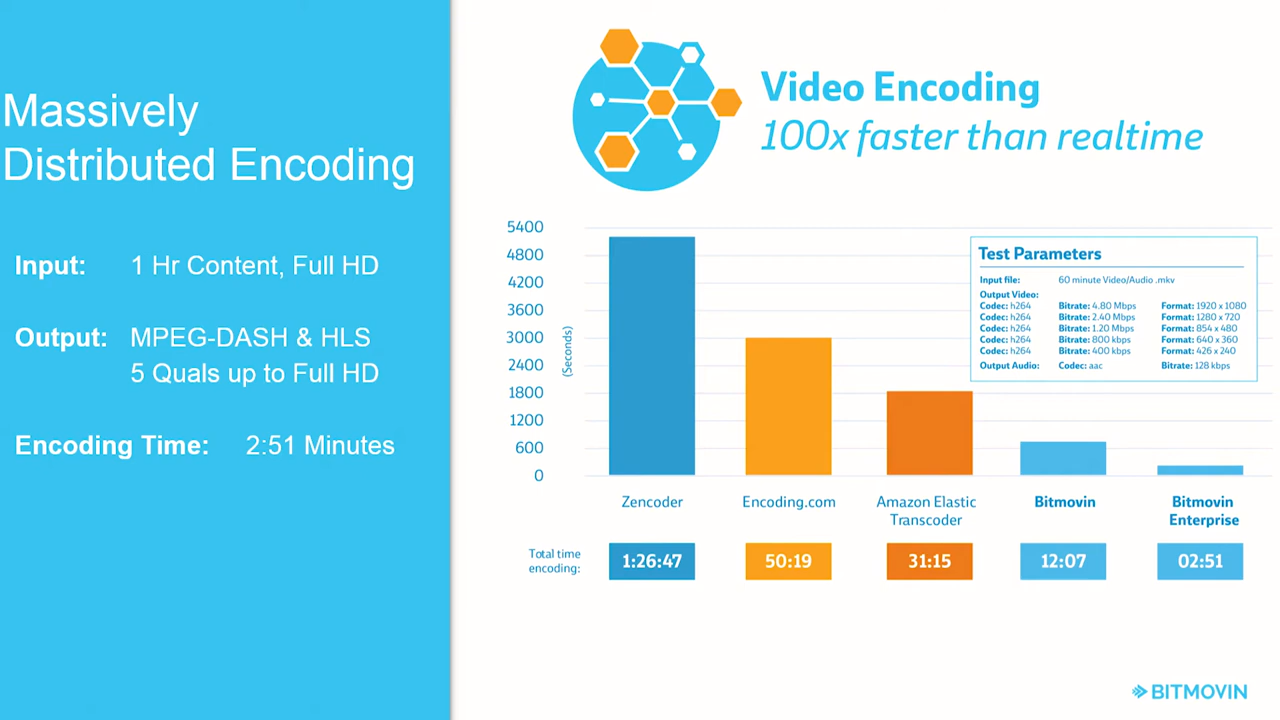 Massively
Distributed Encoding
Input: 1 Hr Content, Full HD
Output: MPEG-DASH & HLS
5 Quals up to Full HD
Encoding Time: 2:51 Minutes
Video Encoding
100x faster than realtime
5400
4800
4200
3600
3000
2400
1800
1200
600
0
(Seconds)
Test Parameters
Input file: 60 minute Video/Audio .mkv
Output Video:
Codec: h264 Bitrate: 4.80 Mbps Format: 1920 x 1080
Codec: h264 Bitrate: 2.40 Mbps Format: 1280 x 720
Codec: h264 Bitrate: 1.20 Mbps Format: 854 x 480
Codec: h264 Bitrate: 800 kbps Format: 640 x 360
Codec: h264 Bitrate: 400 kbps Format: 426 x 240
Output Audio: Codec: aac Bitrate: 128 kbps
Zencoder
Encoding.com
Amazon Elastic
Transcoder
Bitmovin
Bitmovin
Enterprise
Total time
encoding:
1:26:47
50:19
31:15
12:07
02:51
BITMOVIN